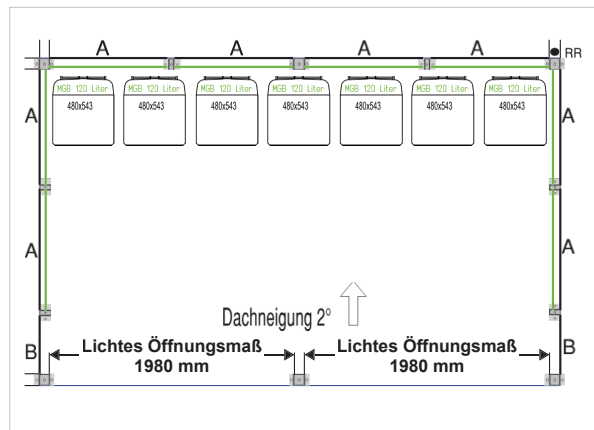 A A A A
RR
MGB 120 Liter MGB 120 Liter MGB 120 Liter MGB 120 Liter MGB 120 Liter MGB 120 Liter MGB 120 Liter
480x543 480x543 480x543 480x543 480x543 480x543 480x543
A A
A A
Dachneigung 2°
B Lichtes Öffnungsmaß Lichtes Öffnungsmaß B
1980 mm 1980 mm